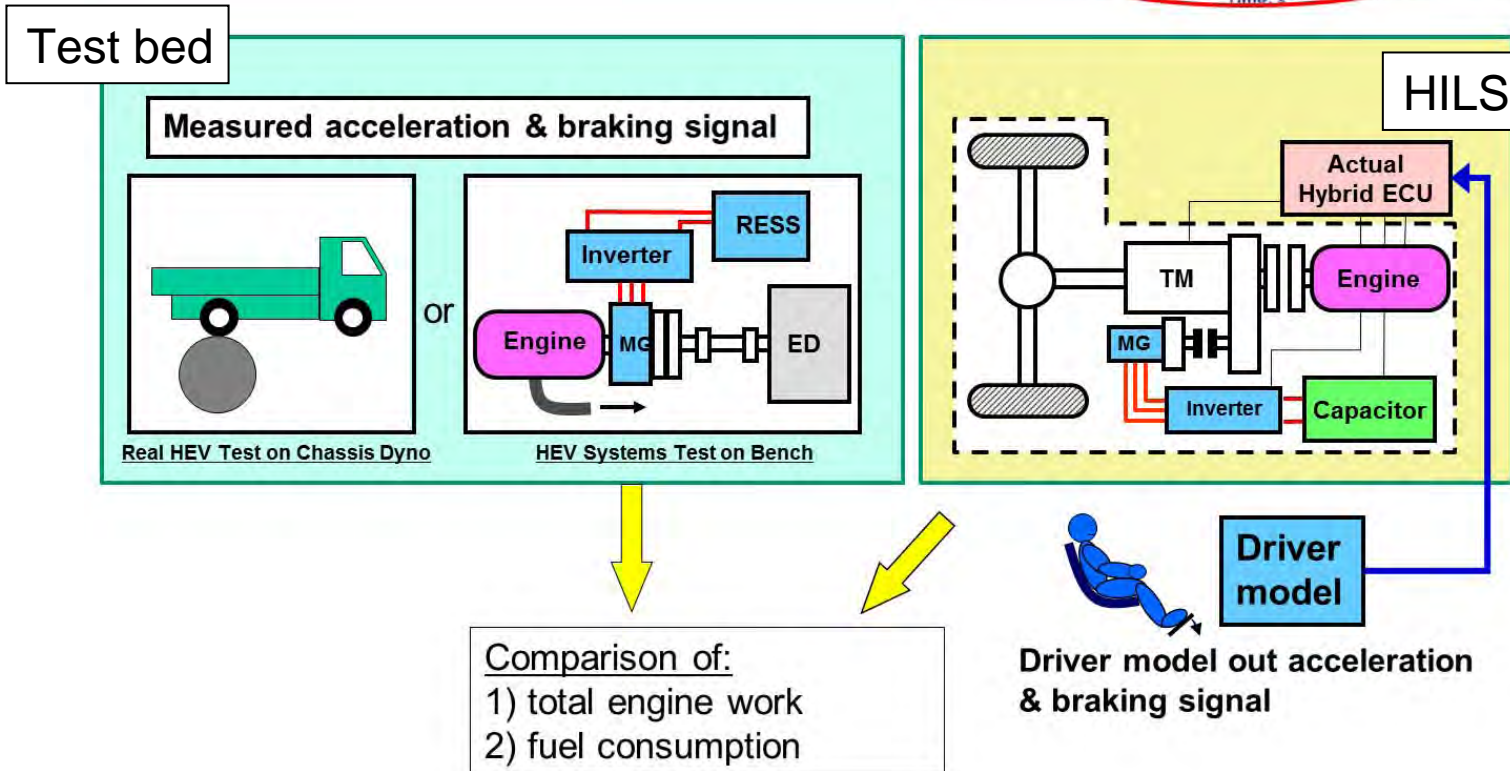 Time, s
Test bed
HILS
Measured acceleration & braking signal
RESS
Inverter
Engine
MG
ED
or
Real HEV Test on Chassis Dyno
HEV Systems Test on Bench
Actual
Hybrid ECU
TM
Engine
MG
Inverter
Capacitor
Driver
model
Driver model out acceleration
& braking signal
Comparison of:
1) total engine work
2) fuel consumption